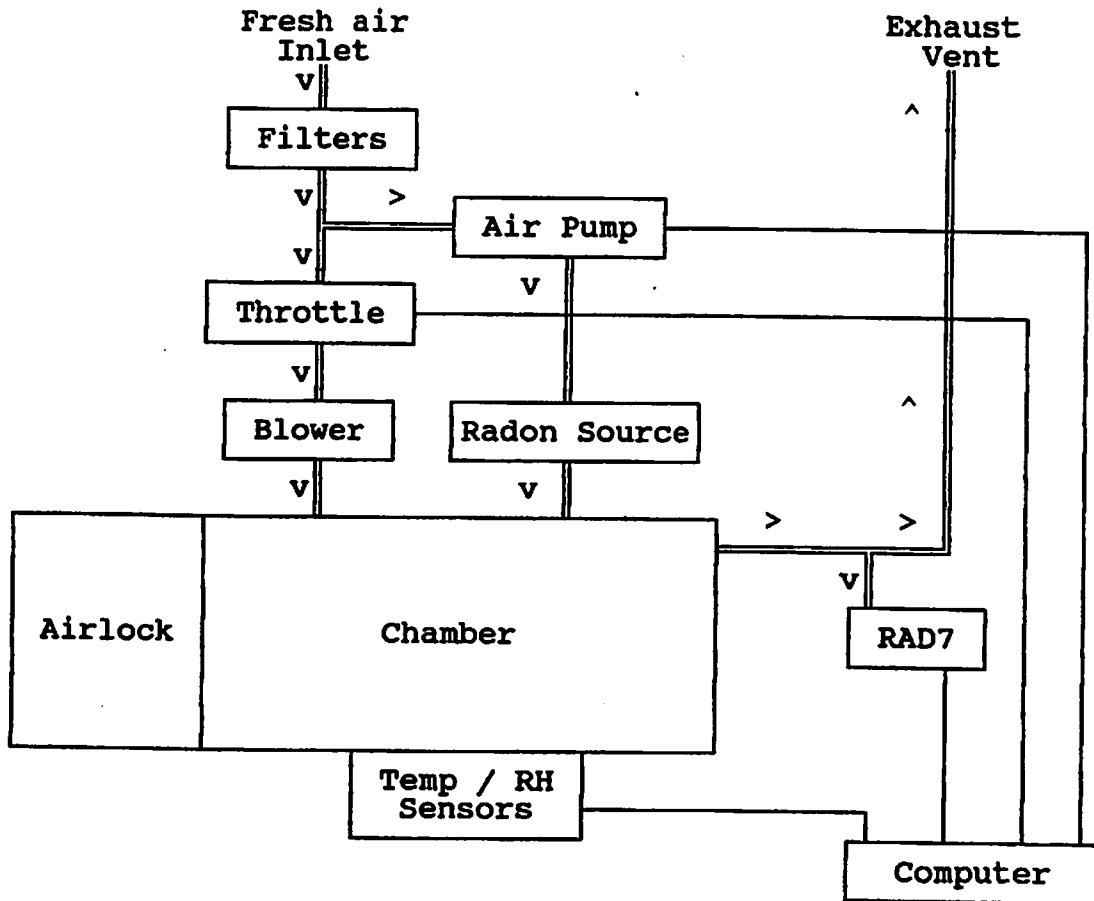 Fresh air
Inlet
Exhaust
Vent
v
^
Filters
v
>
Air Pump
v
v
Throttle
v
^
Blower
Radon Source
v
v
>
>
v
Airlock
Chamber
RAD7
Temp / RH
Sensors
Computer